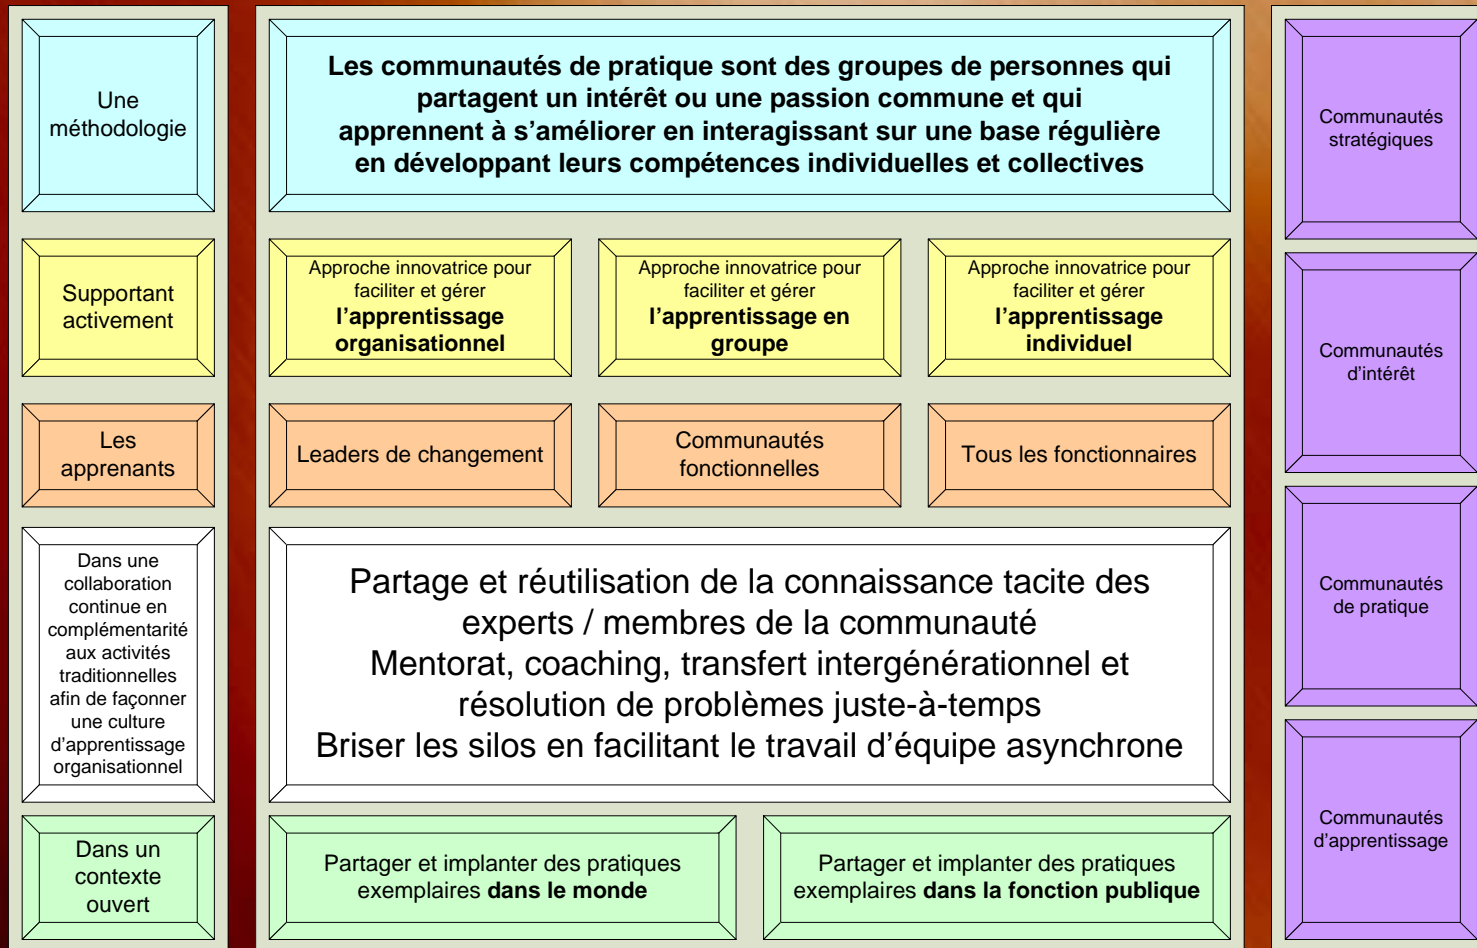 Une
méthodologie
Les communautés de pratique sont des groupes de personnes qui
partagent un intérêt ou une passion commune et qui
apprennent à s’améliorer en interagissant sur une base régulière
en développant leurs compétences individuelles et collectives
Supportant
activement
Approche innovatrice pour
faciliter et gérer
l’apprentissage
organisationnel
Approche innovatrice pour
faciliter et gérer
l’apprentissage en
groupe
Approche innovatrice pour
faciliter et gérer
l’apprentissage
individuel
Les
apprenants
Leaders de changement
Communautés
fonctionnelles
Tous les fonctionnaires
Dans une
collaboration
continue en
complémentarité
aux activités
traditionnelles
afin de façonner
une culture
d’apprentissage
organisationnel
Partage et réutilisation de la connaissance tacite des
experts / membres de la communauté
Mentorat, coaching, transfert intergénérationnel et
résolution de problèmes juste-à-temps
Briser les silos en facilitant le travail d’équipe asynchrone
Dans un
contexte
ouvert
Partager et implanter des pratiques
exemplaires dans le monde
Partager et implanter des pratiques
exemplaires dans la fonction publique
Communautés
stratégiques
Communautés
d’intérêt
Communautés
de pratique
Communautés
d’apprentissage